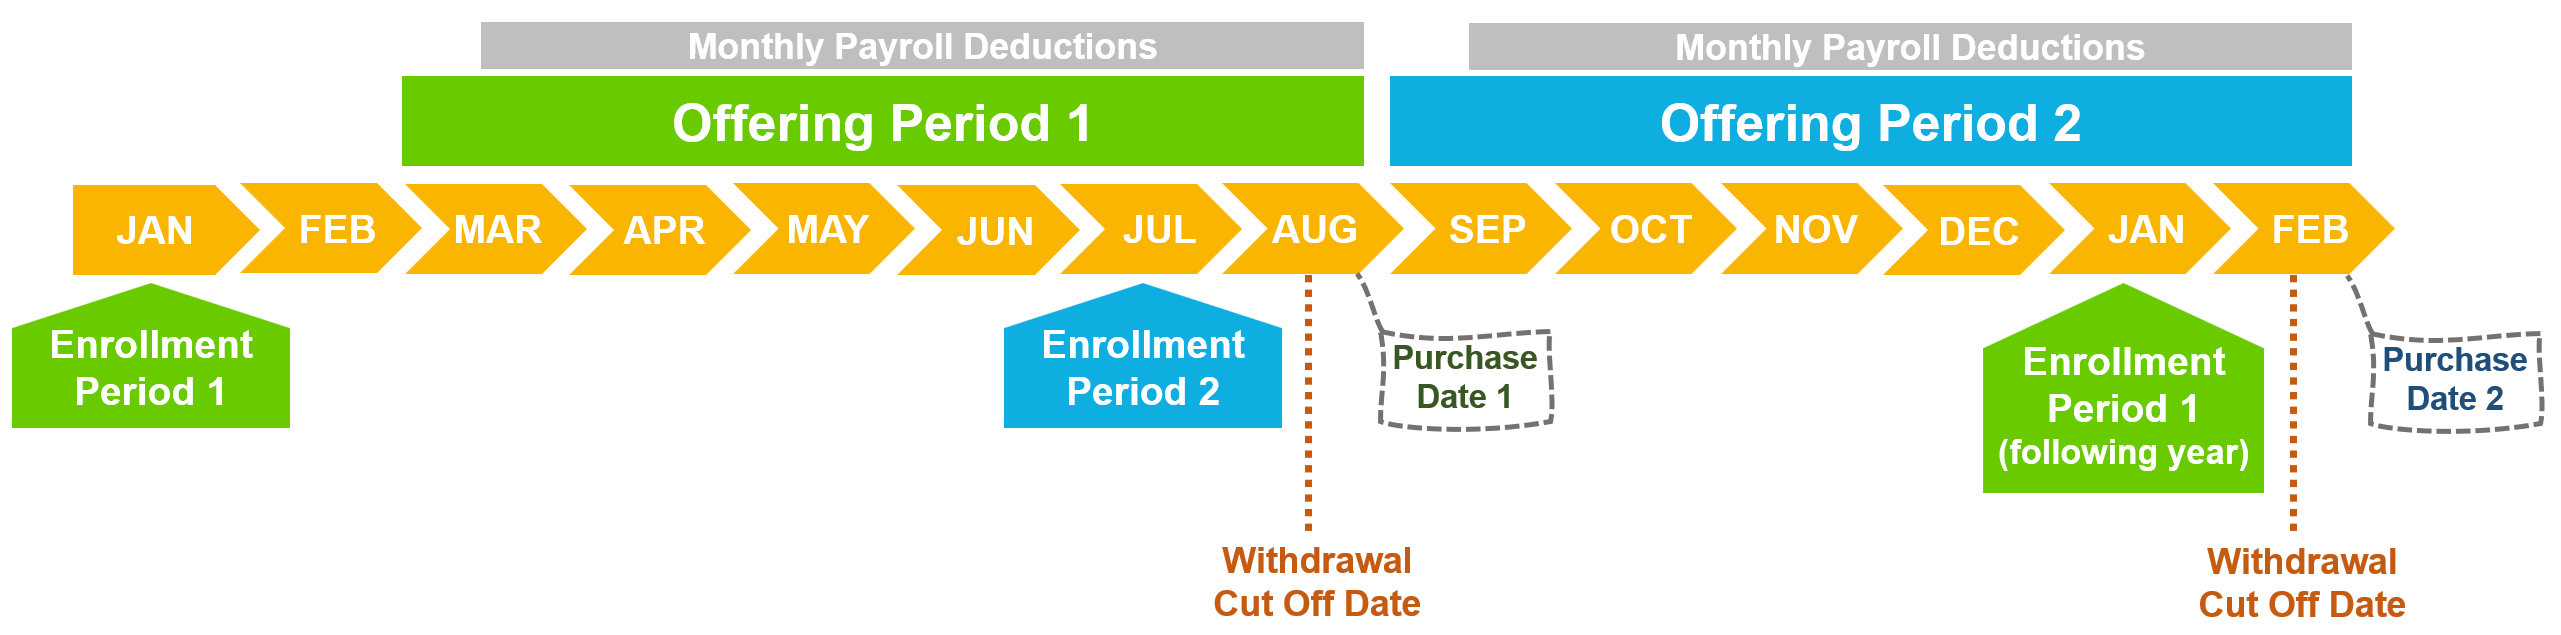 Monthly Payroll Deductions
Monthly Payroll Deductions
Offering Period 1
Offering Period 2
JAN
FEB
MAR
APR
MAY
JUN
JUL
AUG
SEP
OCT
NOV
DEC
JAN
FEB
Enrollment
Period 1
Enrollment
Period 2
Purchase
Date 1
Enrollment
Period 1
(following year)
Purchase
Date 2
Withdrawal
Cut Off Date
Withdrawal
Cut Off Date